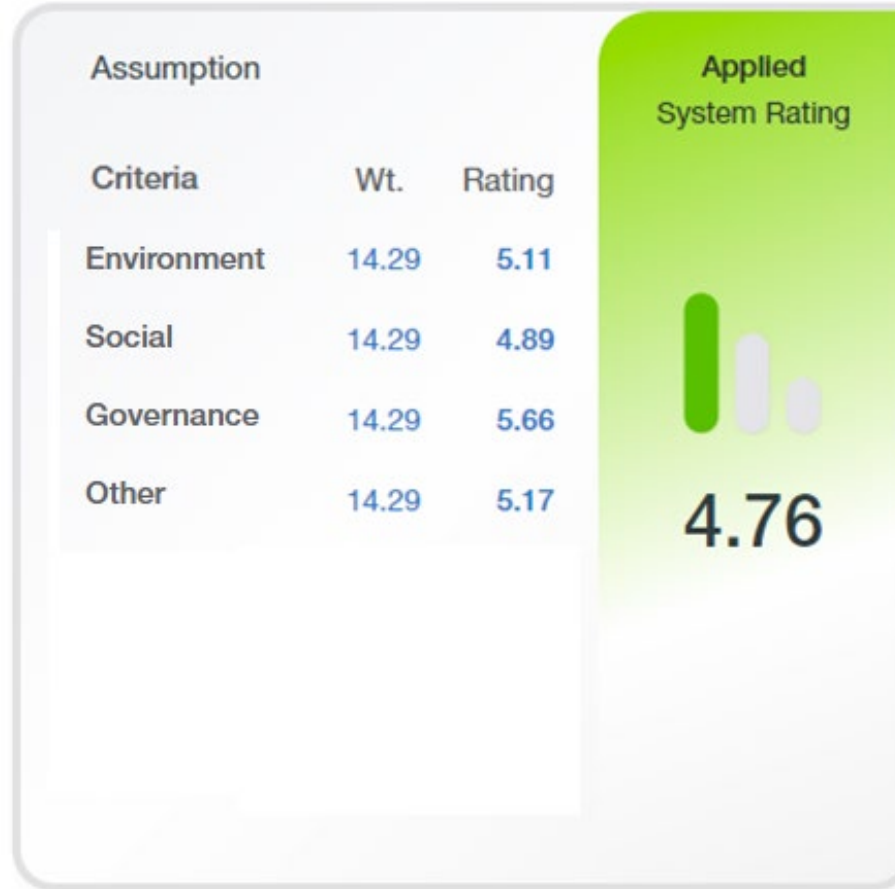 Assumption
Applied
System Rating
Criteria Wt. Rating
Environment 14.29 5.11
Social 14.29 4.89
Governance 14.29 5.66
Other 14.29 5.17
4.76